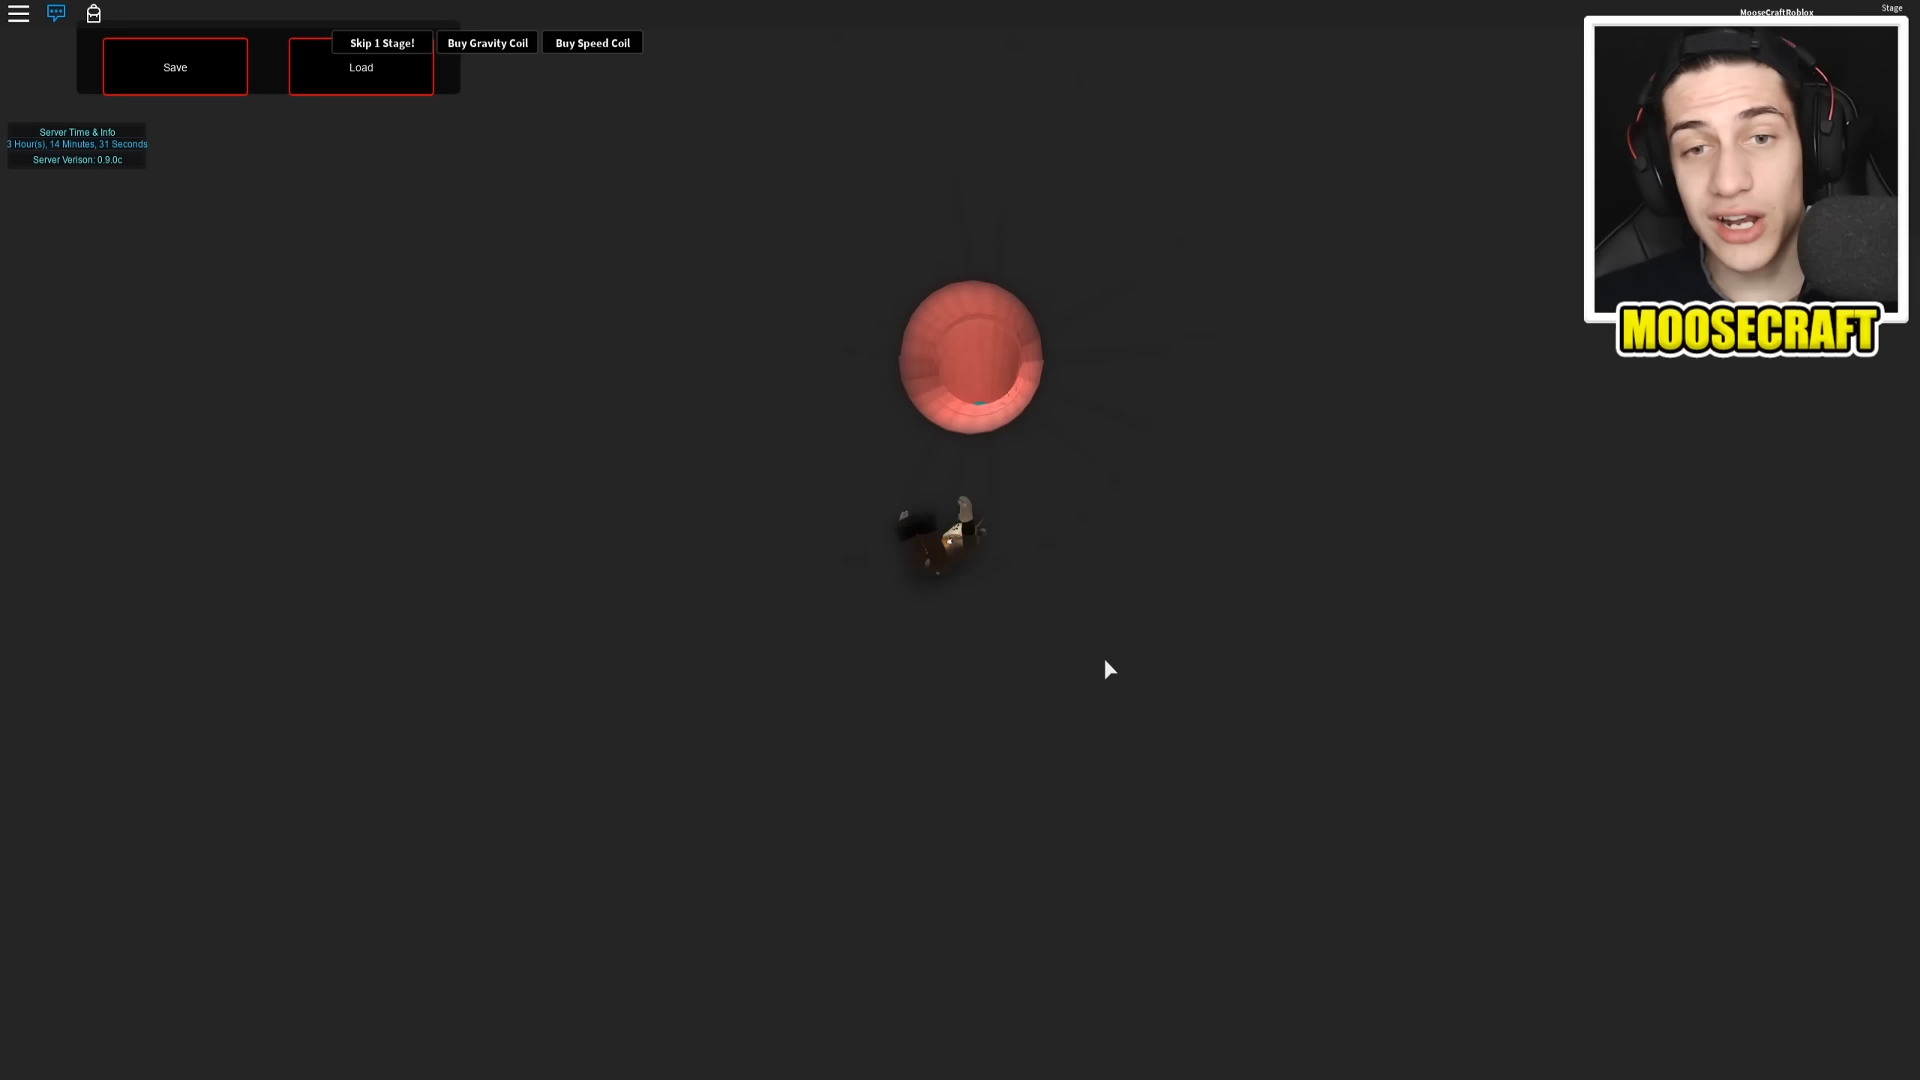 MooseCraftRoblox
Stage
Skip 1 Stage!
Buy Gravity Coil
Buy Speed Coil
Save
Load
Server Time & Info
3 Hour(s), 14 Minutes, 31 Seconds
Server Verison: 0.9.0c
MOOSECRAFT